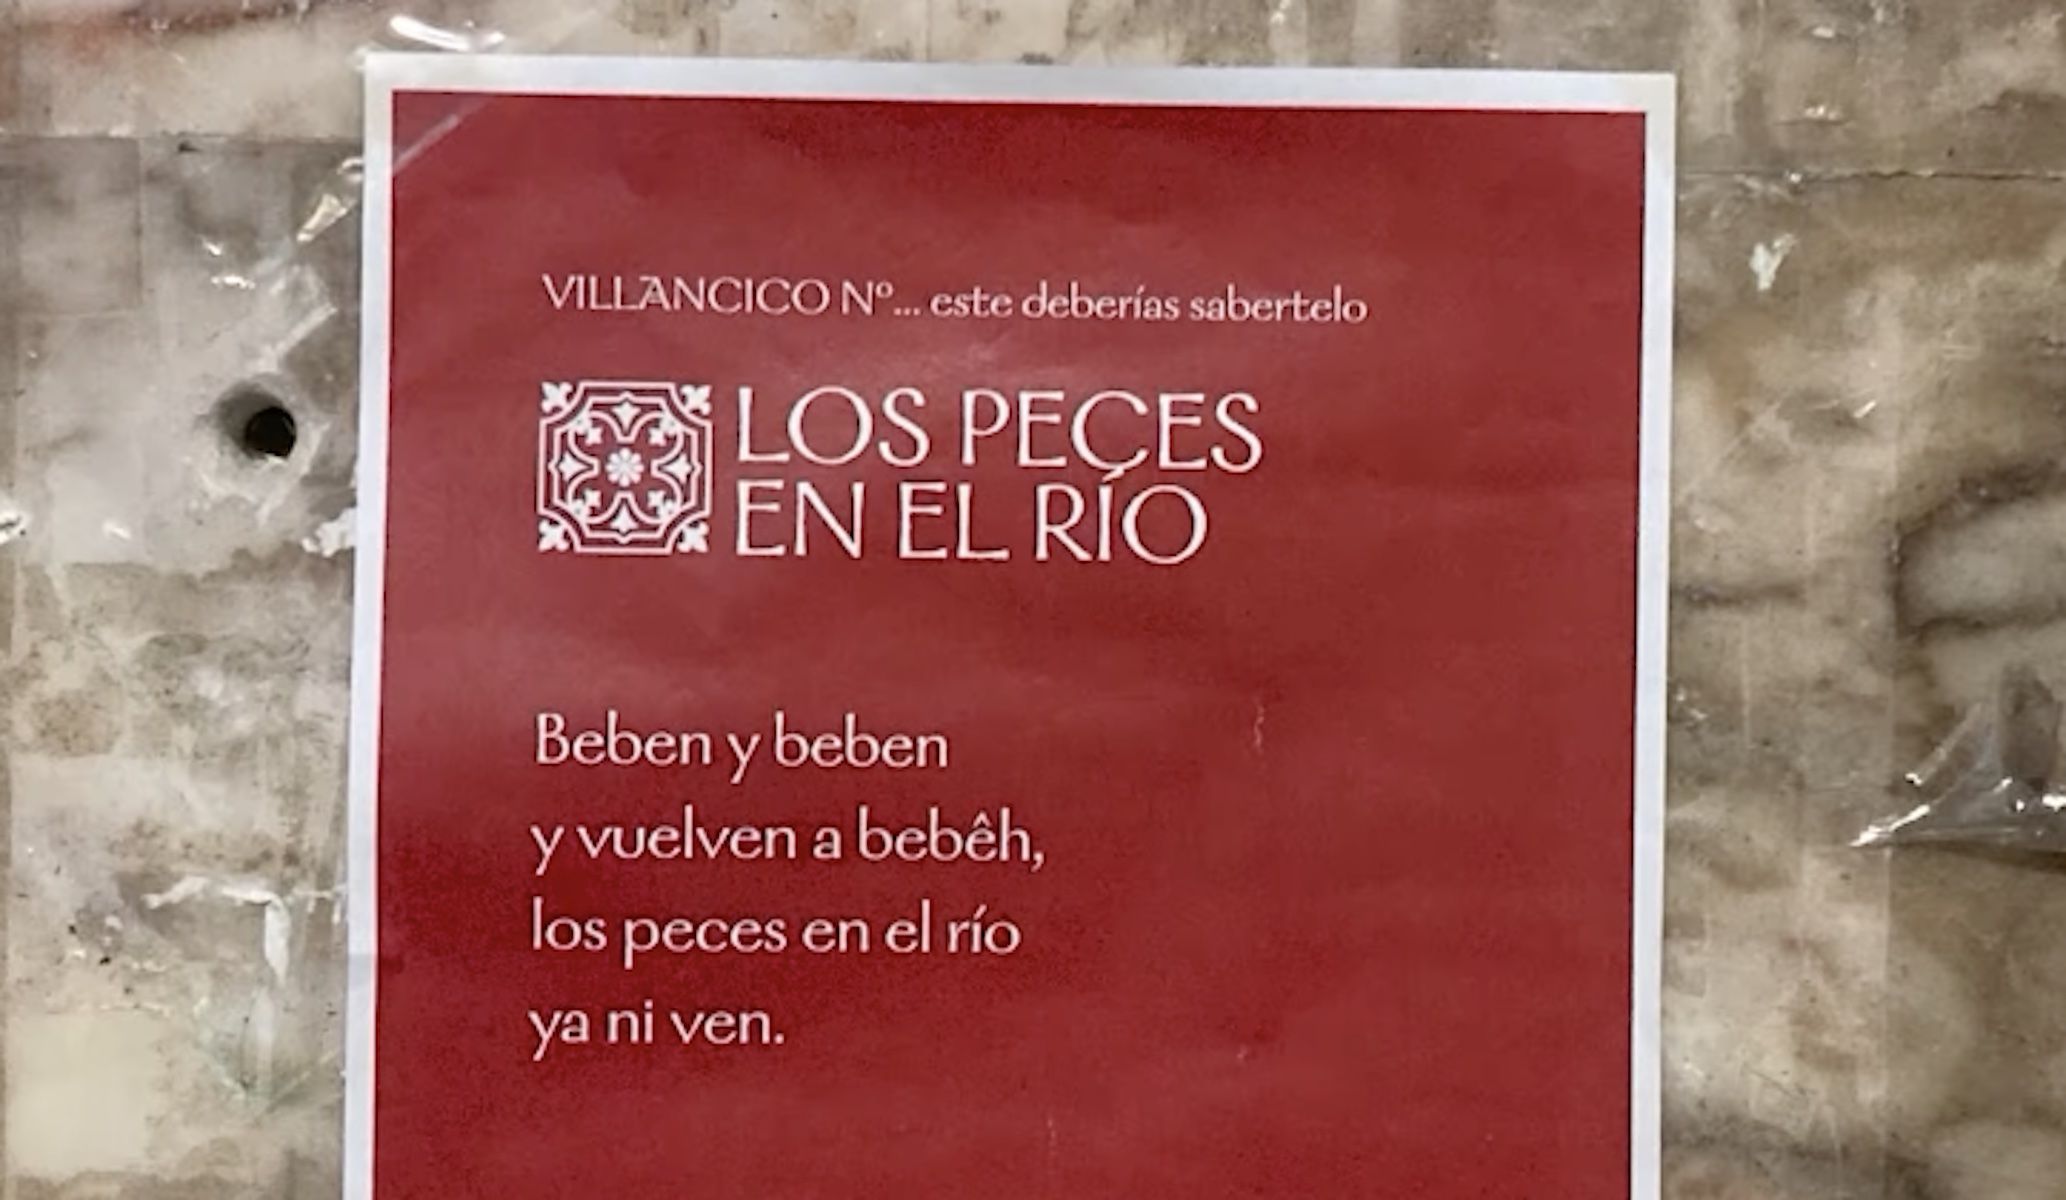 VILLANCICO Nº... este deberías sabertelo
LOS PECES
EN EL RÍO
Beben y beben
y vuelven a bebêh,
los peces en el río
ya ni ven.